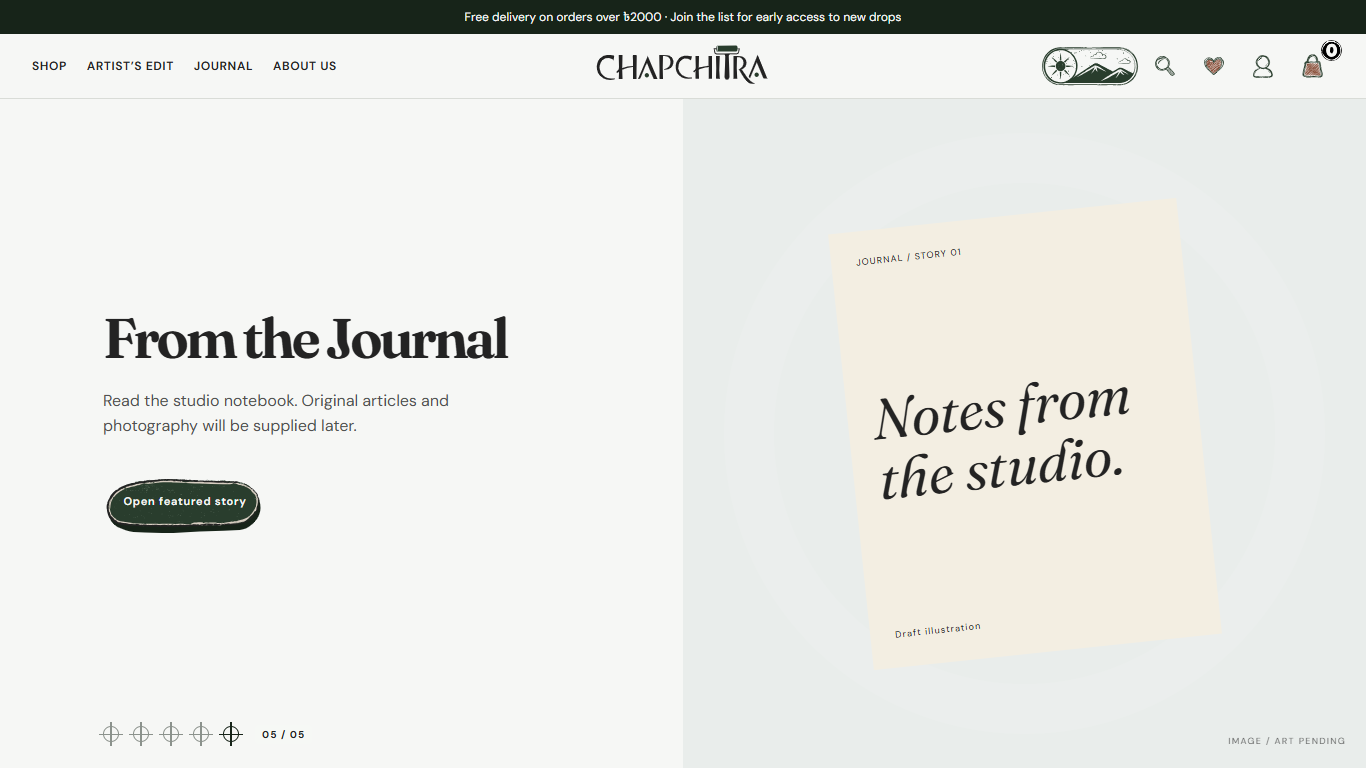 Free delivery on orders over ৳2000 · Join the list for early access to new drops
SHOP
ARTIST’S EDIT
JOURNAL
ABOUT US
CHAPCHITRA
0
From the Journal
Read the studio notebook. Original articles and
photography will be supplied later.
Open featured story
05 / 05
JOURNAL / STORY 01
Notes from
the studio.
Draft illustration
IMAGE / ART PENDING